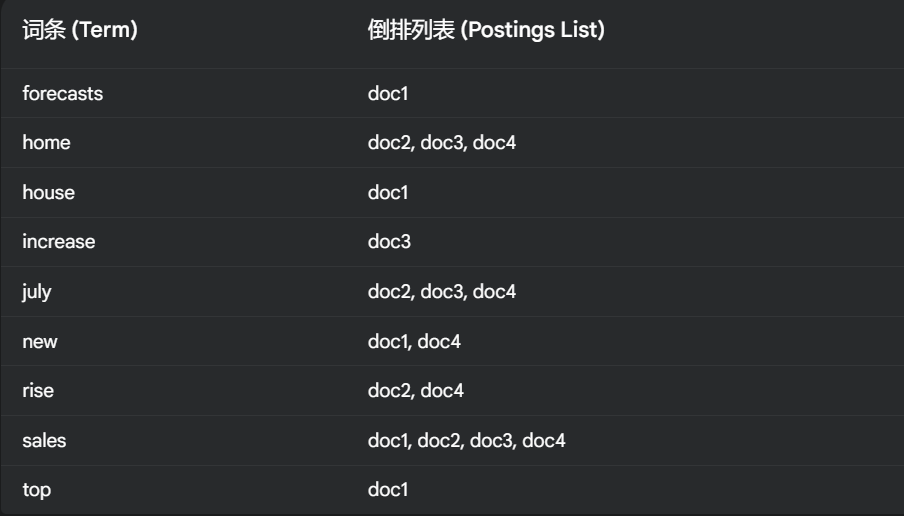 词条 (Term) 倒排列表 (Postings List)
forecasts doc1
home doc2, doc3, doc4
house doc1
increase doc3
july doc2, doc3, doc4
new doc1, doc4
rise doc2, doc4
sales doc1, doc2, doc3, doc4
top doc1